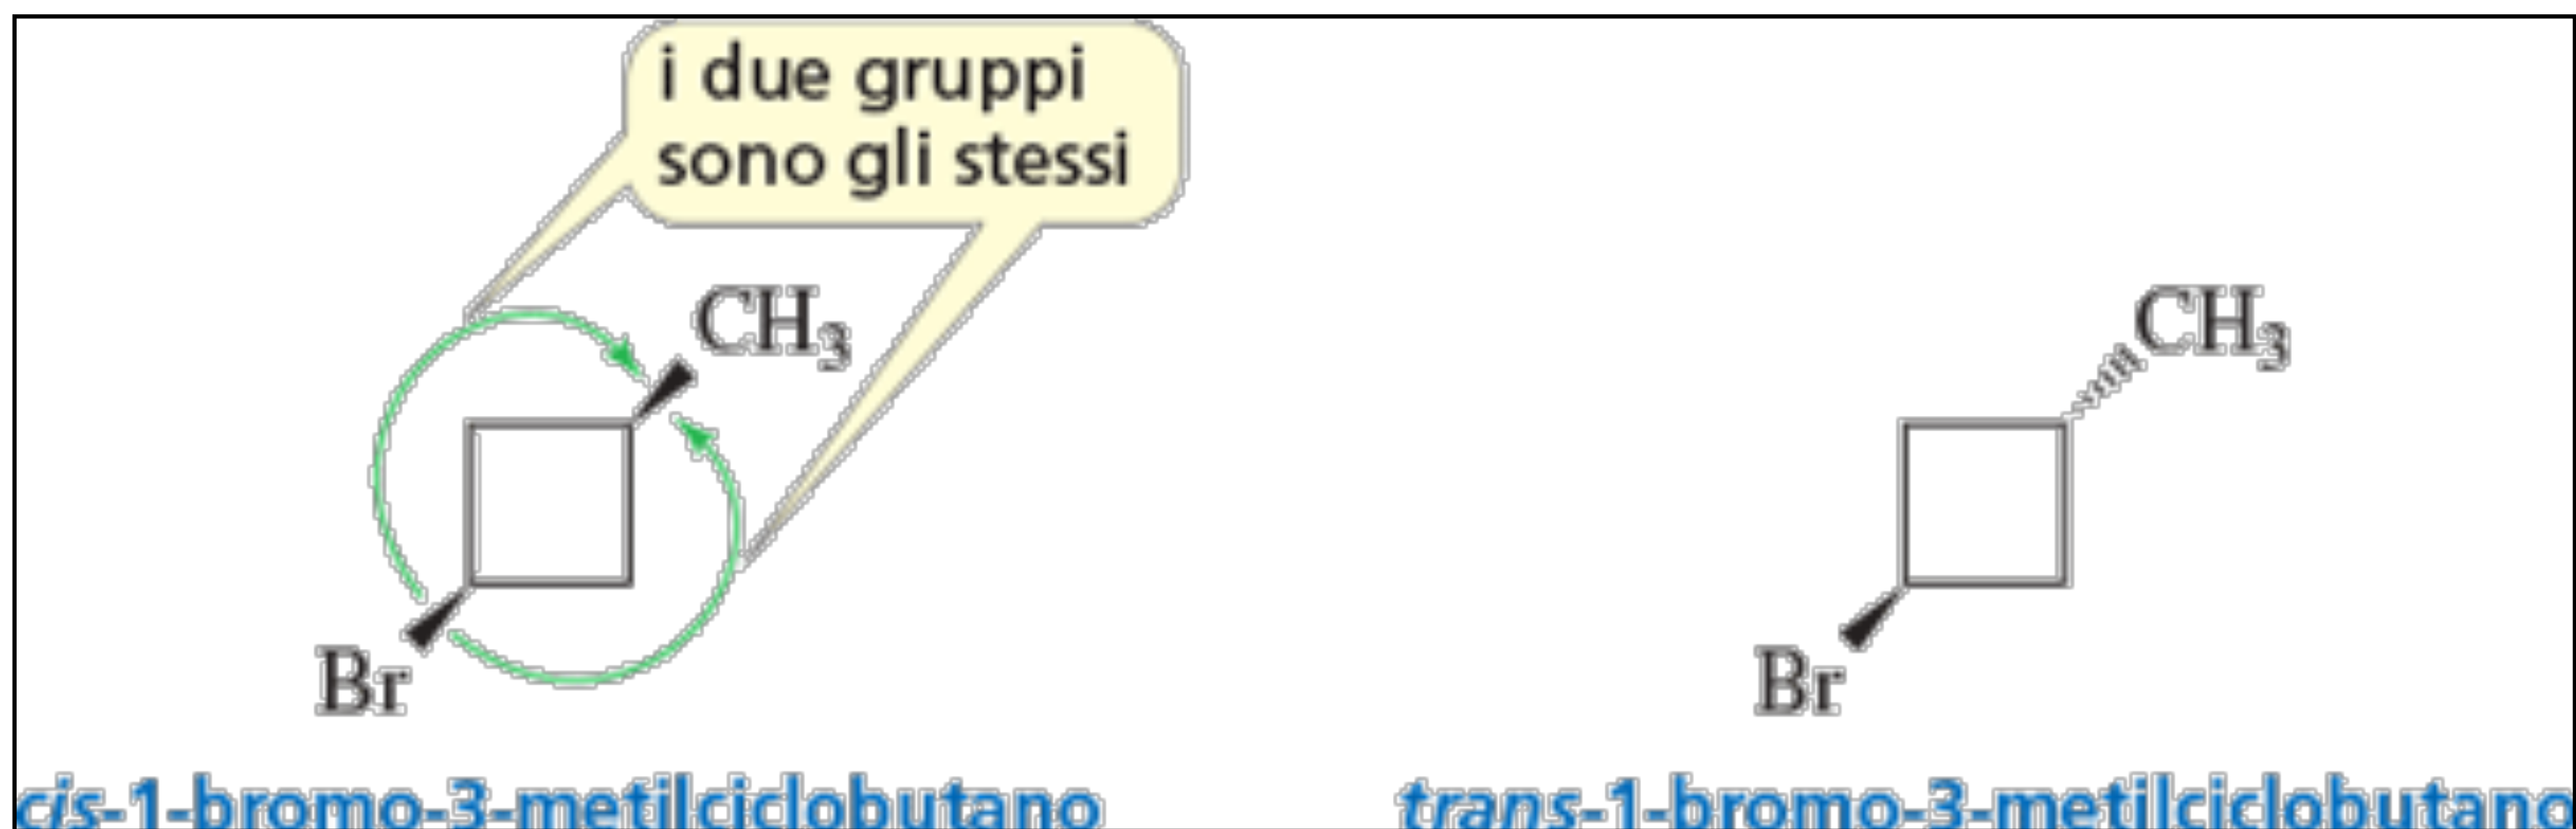 i due gruppi
sono gli stessi
CH3
Br
cis-1-bromo-3-metilciclobutano
CH3
Br
trans-1-bromo-3-metilciclobutano